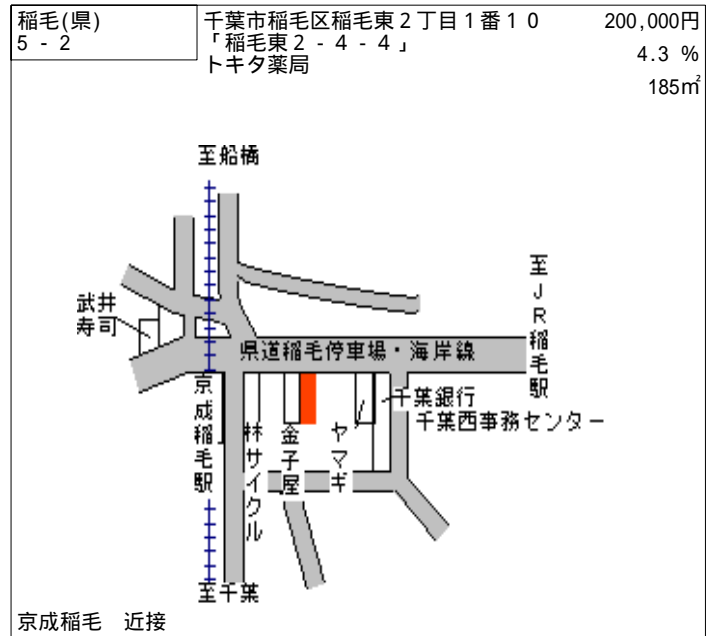 稲毛(県)
5 - 2
千葉市稲毛区稲毛東２丁目１番１０
「稲毛東２ - ４ - ４」
トキタ薬局
200,000円
4.3 %
185㎡
至船橋
至JR稲毛駅
武井
寿司
県道稲毛停車場・海岸線
京成稲毛駅
林サイクル
金子屋
ヤマギ
千葉銀行
千葉西事務センター
至千葉
京成稲毛　近接